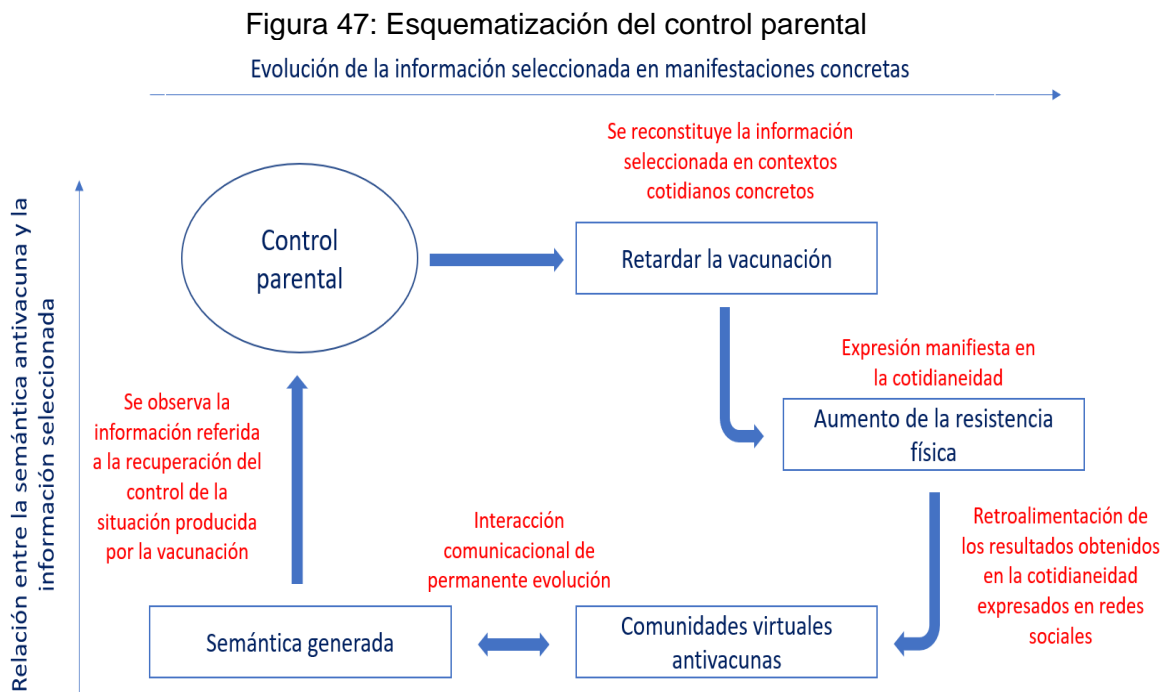 Figura 47: Esquematización del control parental
Evolución de la información seleccionada en manifestaciones concretas
Relación entre la semántica antivacuna y la
información seleccionada
Se reconstituye la información
seleccionada en contextos
cotidianos concretos
Control
parental
Retardar la vacunación
Expresión manifiesta en
la cotidianeidad
Aumento de la resistencia
física
Se observa la
información referida
a la recuperación del
control de la
situación producida
por la vacunación
Interacción
comunicacional de
permanente evolución
Retroalimentación de
los resultados obtenidos
en la cotidianeidad
expresados en redes
sociales
Semántica generada
Comunidades virtuales
antivacunas